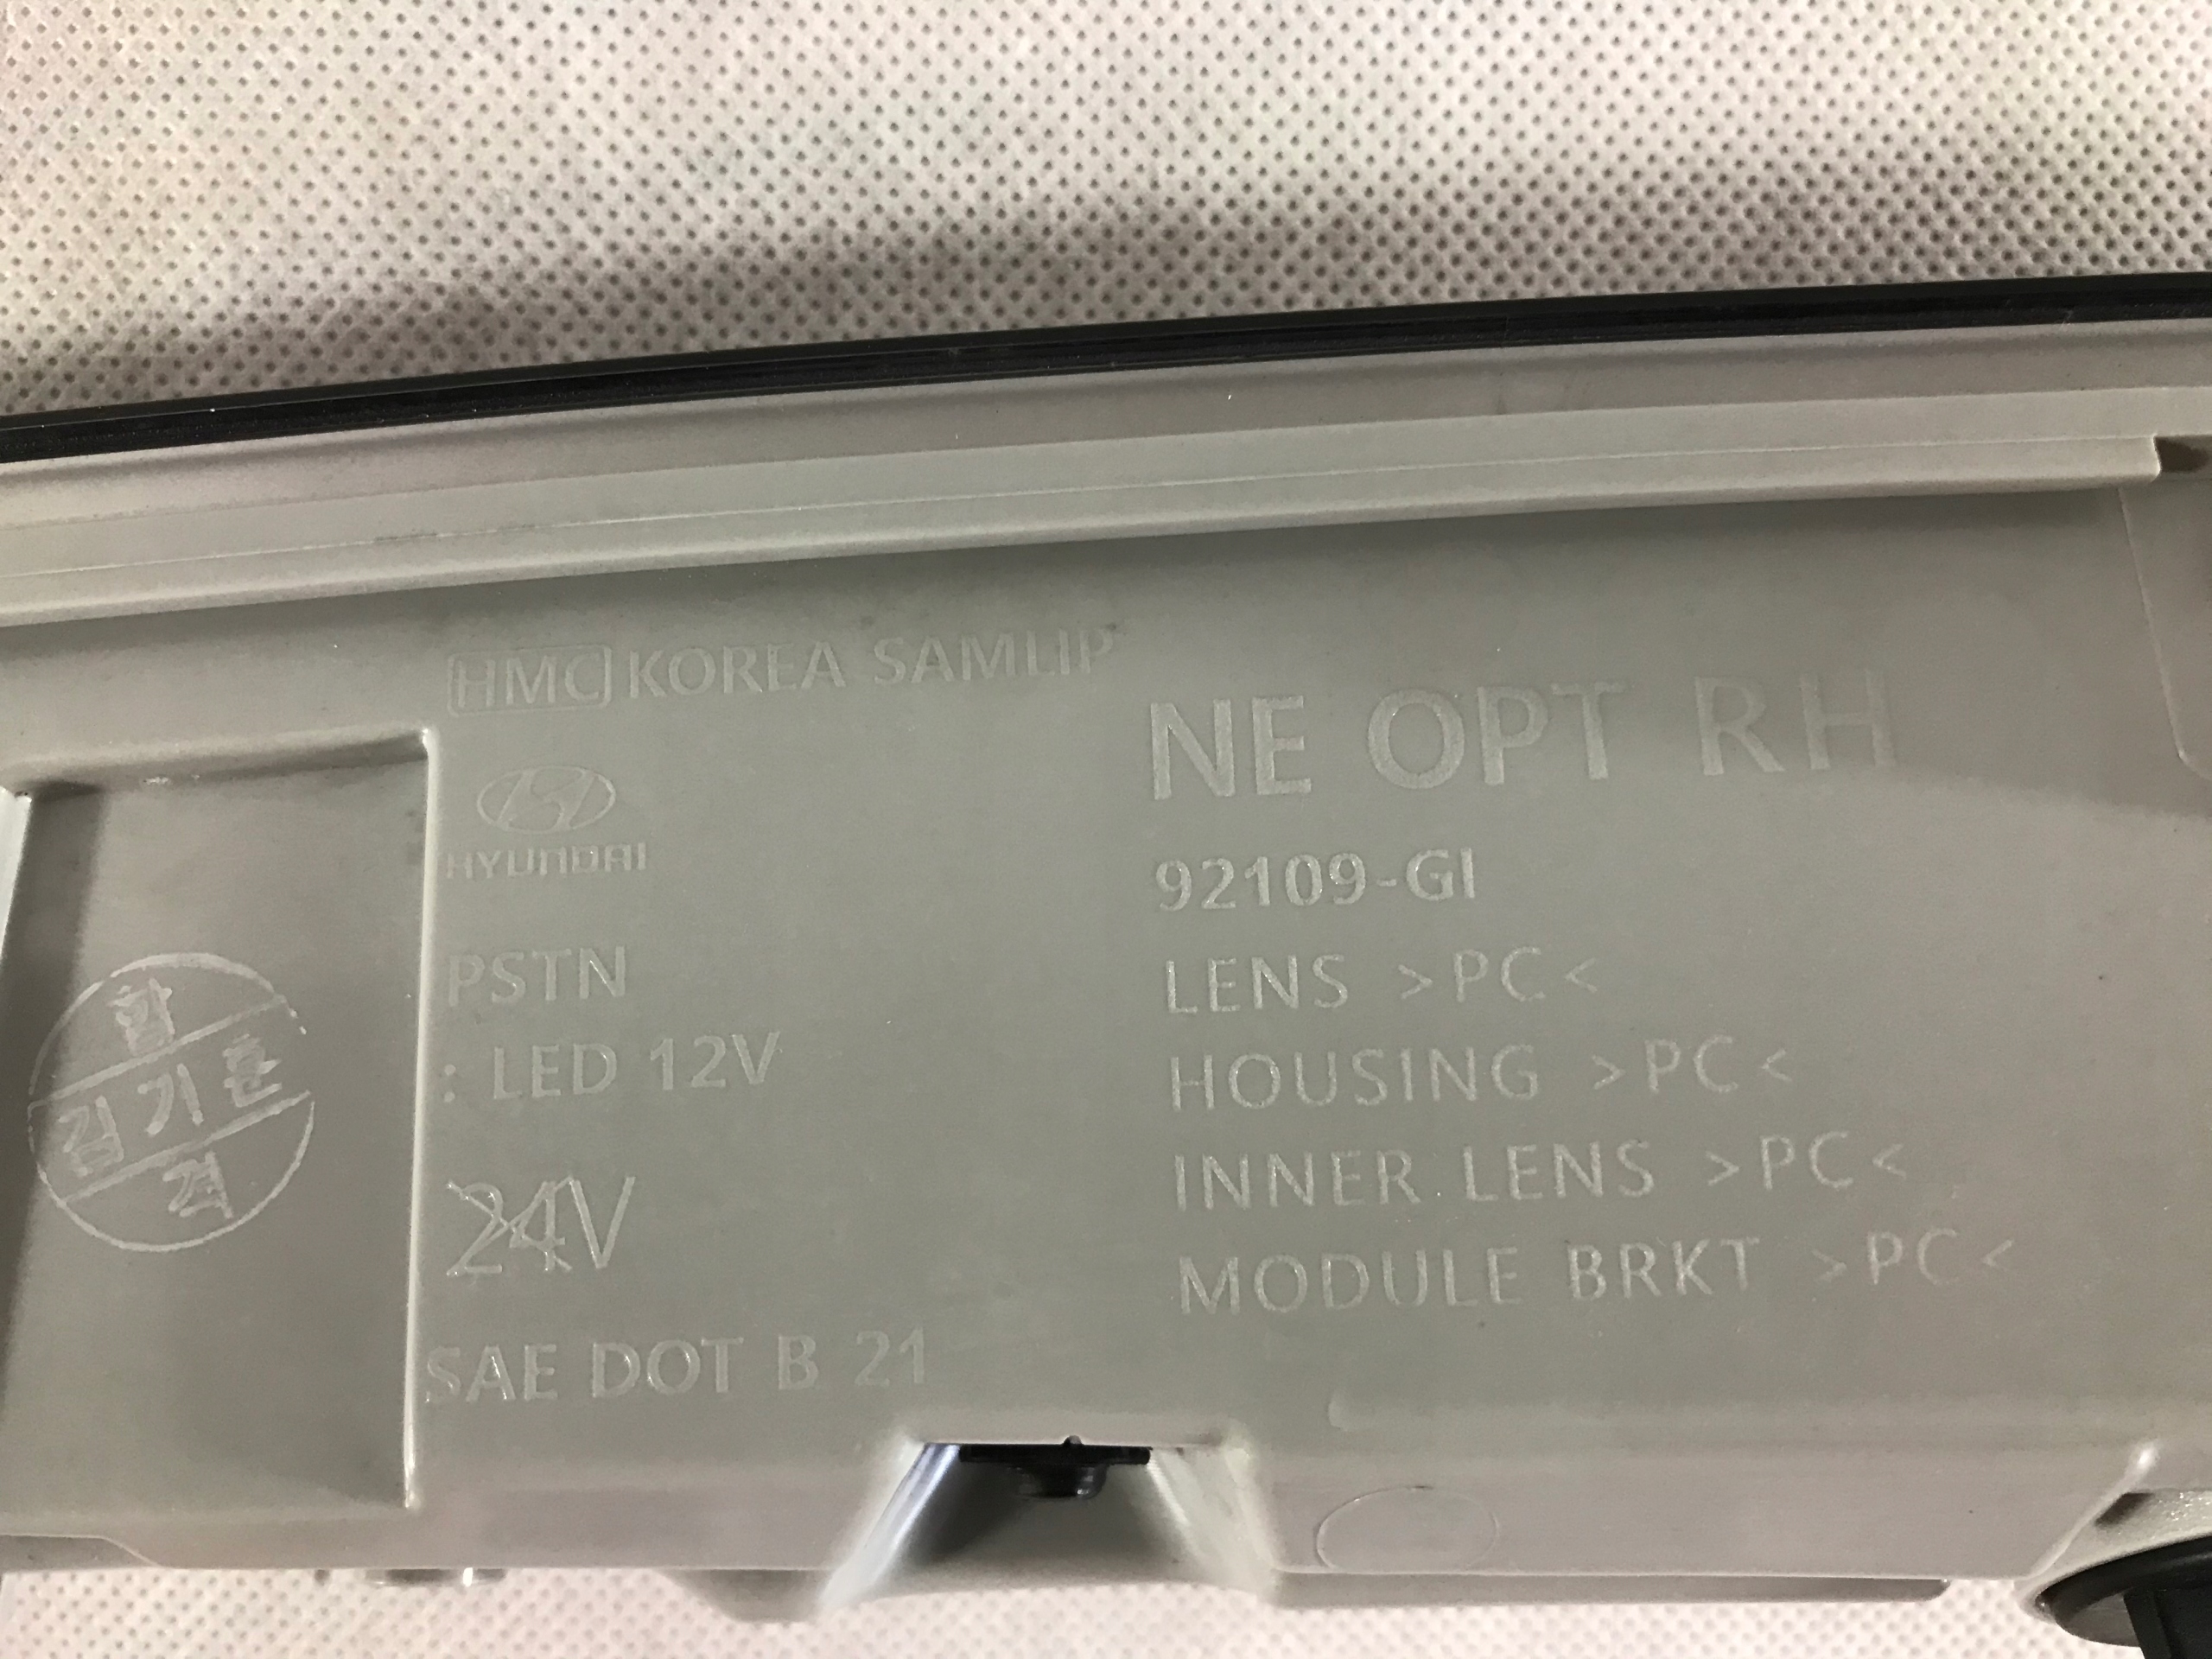 HMC KOREA SAMLIP
HYUNDAI
PSTN
: LED 12V
24V
SAE DOT B 21
NE OPT RH
92109-GI
LENS >PC<
HOUSING >PC<
INNER LENS >PC<
MODULE BRKT >PC<
합
김기훈
격